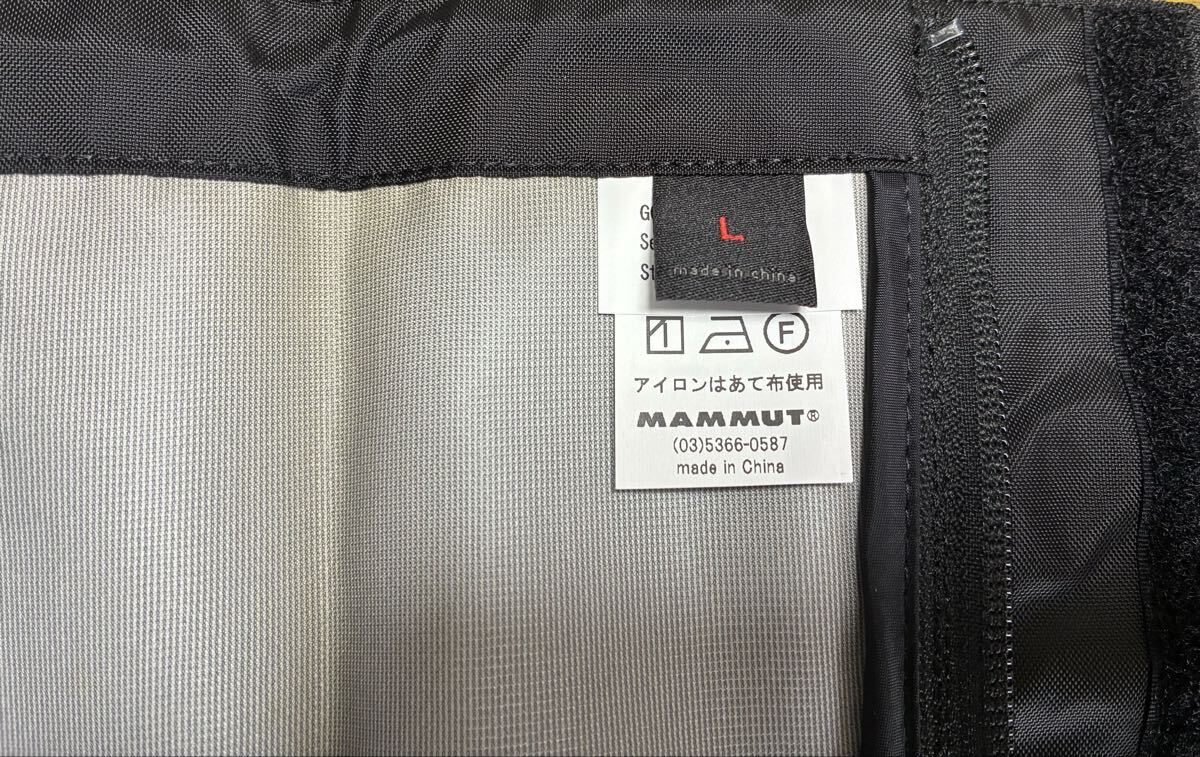 L
made in china
F
アイロンはあて布使用
MAMMUT®
(03)5366-0587
made in China